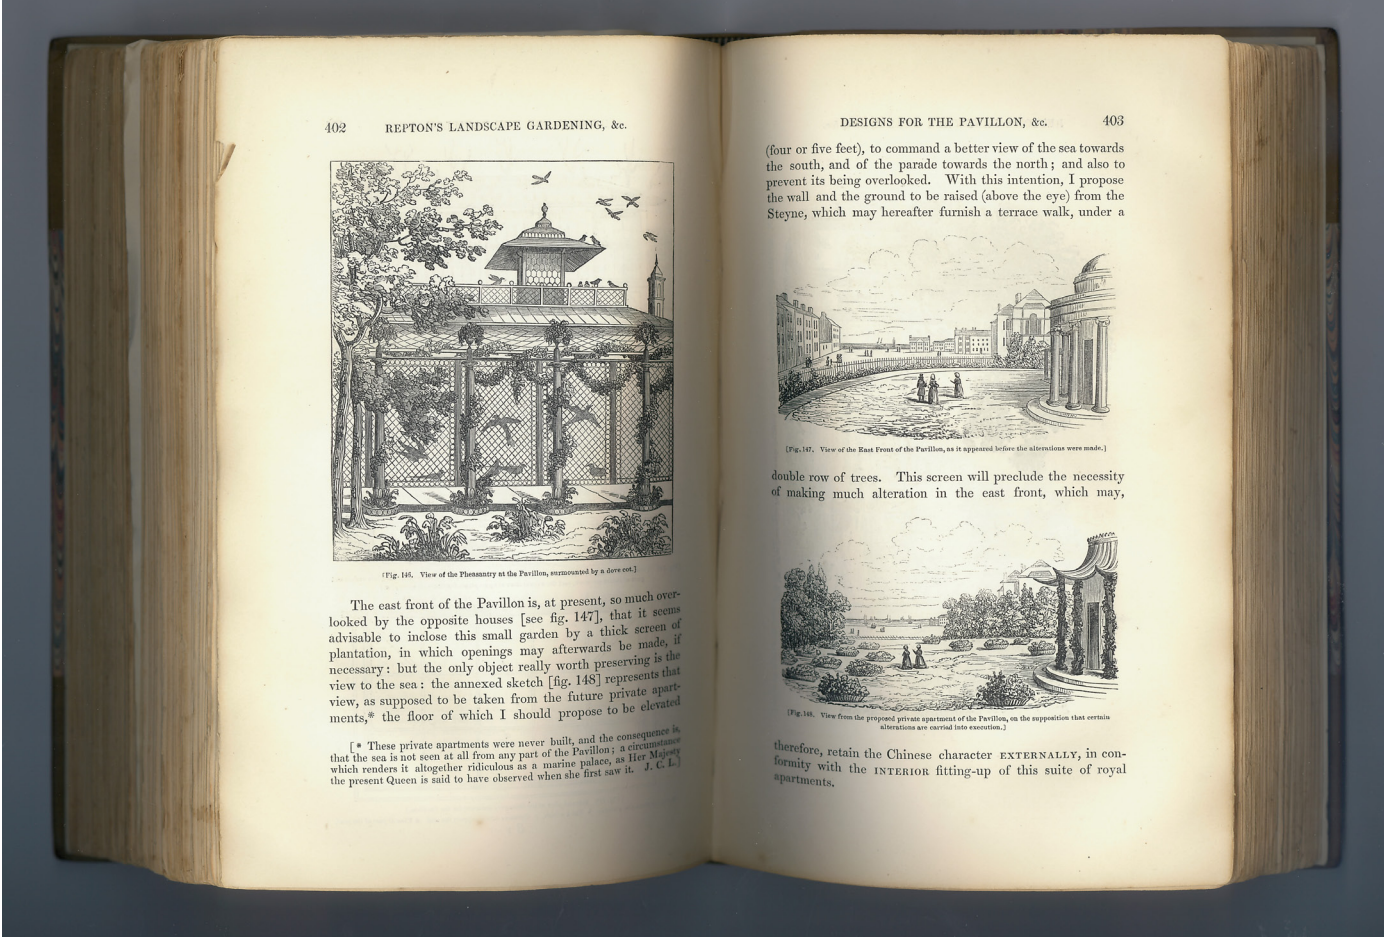 402 REPTON'S LANDSCAPE GARDENING, &c.
[Fig. 146. View of the Pheasantry at the Pavillon, surmounted by a dove cot.]
The east front of the Pavillon is, at present, so much over-
looked by the opposite houses [see fig. 147], that it seems
advisable to inclose this small garden by a thick screen of
plantation, in which openings may afterwards be made, if
necessary: but the only object really worth preserving is the
view to the sea: the annexed sketch [fig. 148] represents that
view, as supposed to be taken from the future private apart-
ments,* the floor of which I should propose to be elevated
[* These private apartments were never built, and the consequence is,
that the sea is not seen at all from any part of the Pavillon; a circumstance
which renders it altogether ridiculous as a marine palace, as Her Majesty
the present Queen is said to have observed when she first saw it. J. C. L.]
DESIGNS FOR THE PAVILLON, &c. 403
(four or five feet), to command a better view of the sea towards
the south, and of the parade towards the north; and also to
prevent its being overlooked. With this intention, I propose
the wall and the ground to be raised (above the eye) from the
Steyne, which may hereafter furnish a terrace walk, under a
[Fig. 147. View of the East Front of the Pavillon, as it appeared before the alterations were made.]
double row of trees. This screen will preclude the necessity
of making much alteration in the east front, which may,
[Fig. 148. View from the proposed private apartment of the Pavillon, on the supposition that certain
alterations are carried into execution.]
therefore, retain the Chinese character EXTERNALLY, in con-
formity with the INTERIOR fitting-up of this suite of royal
apartments.